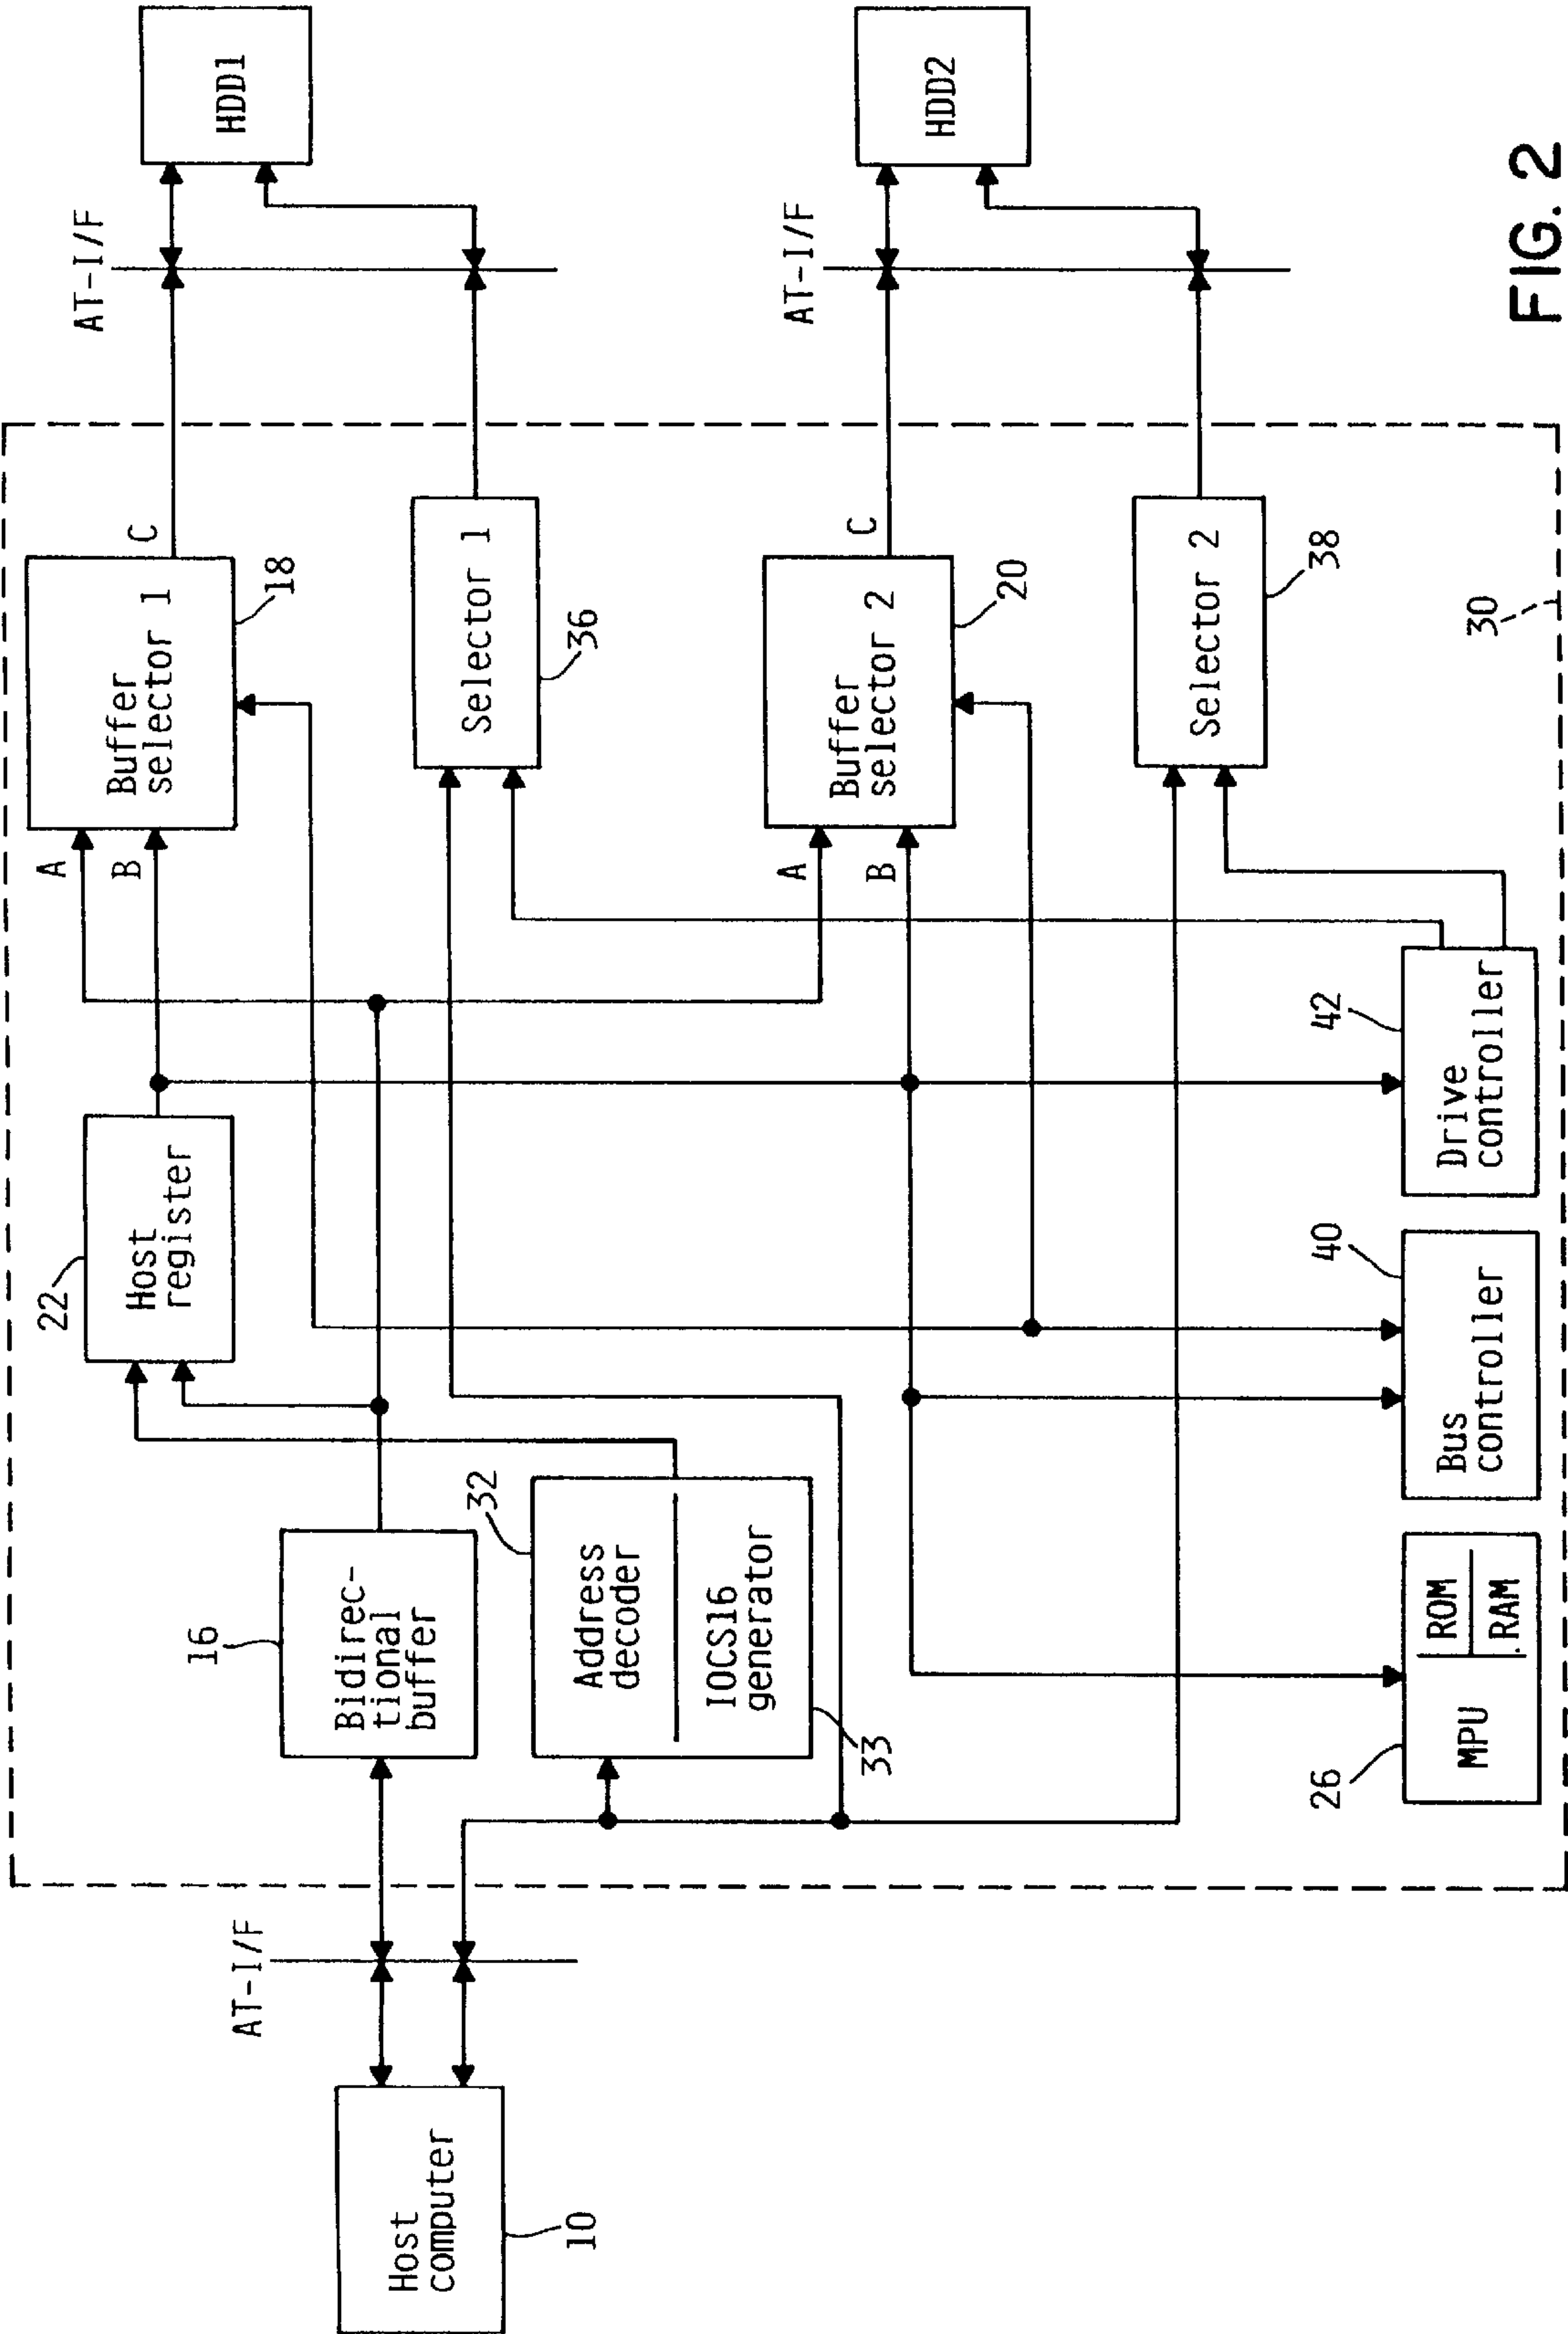 AT-I/F
Host
computer
10
16
Bidirec-
tional
buffer
22
Host
register
32
Address
decoder
IOCS16
generator
33
A
B
Buffer
selector 1
C
18
Selector 1
36
A
B
Buffer
selector 2
C
20
Selector 2
38
26
MPU
ROM
RAM
40
Bus
controller
42
Drive
controller
30
AT-I/F
HDD1
AT-I/F
HDD2
FIG. 2